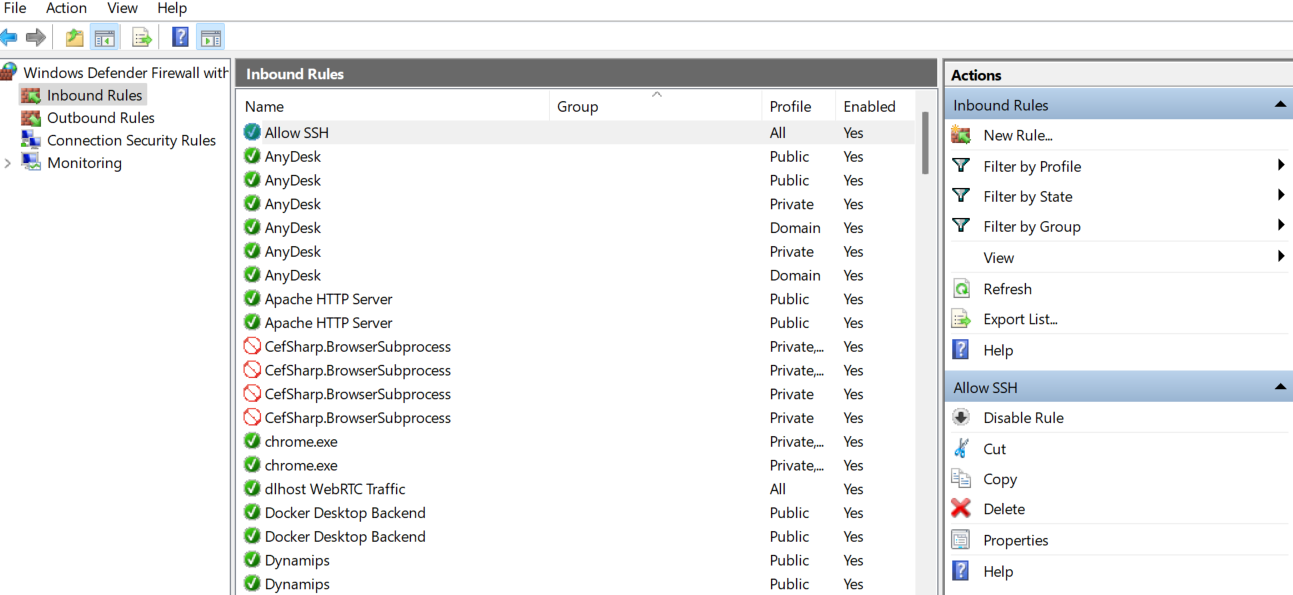 File Action View Help
Windows Defender Firewall with
Inbound Rules
Outbound Rules
Connection Security Rules
Monitoring
Inbound Rules
Name Group Profile Enabled
Allow SSH All Yes
AnyDesk Public Yes
AnyDesk Public Yes
AnyDesk Private Yes
AnyDesk Domain Yes
AnyDesk Private Yes
AnyDesk Domain Yes
Apache HTTP Server Public Yes
Apache HTTP Server Public Yes
CefSharp.BrowserSubprocess Private,... Yes
CefSharp.BrowserSubprocess Private,... Yes
CefSharp.BrowserSubprocess Private Yes
CefSharp.BrowserSubprocess Private Yes
chrome.exe Private,... Yes
chrome.exe Private,... Yes
dlhost WebRTC Traffic All Yes
Docker Desktop Backend Public Yes
Docker Desktop Backend Public Yes
Dynamips Public Yes
Dynamips Public Yes
Actions
Inbound Rules
New Rule...
Filter by Profile
Filter by State
Filter by Group
View
Refresh
Export List...
Help
Allow SSH
Disable Rule
Cut
Copy
Delete
Properties
Help